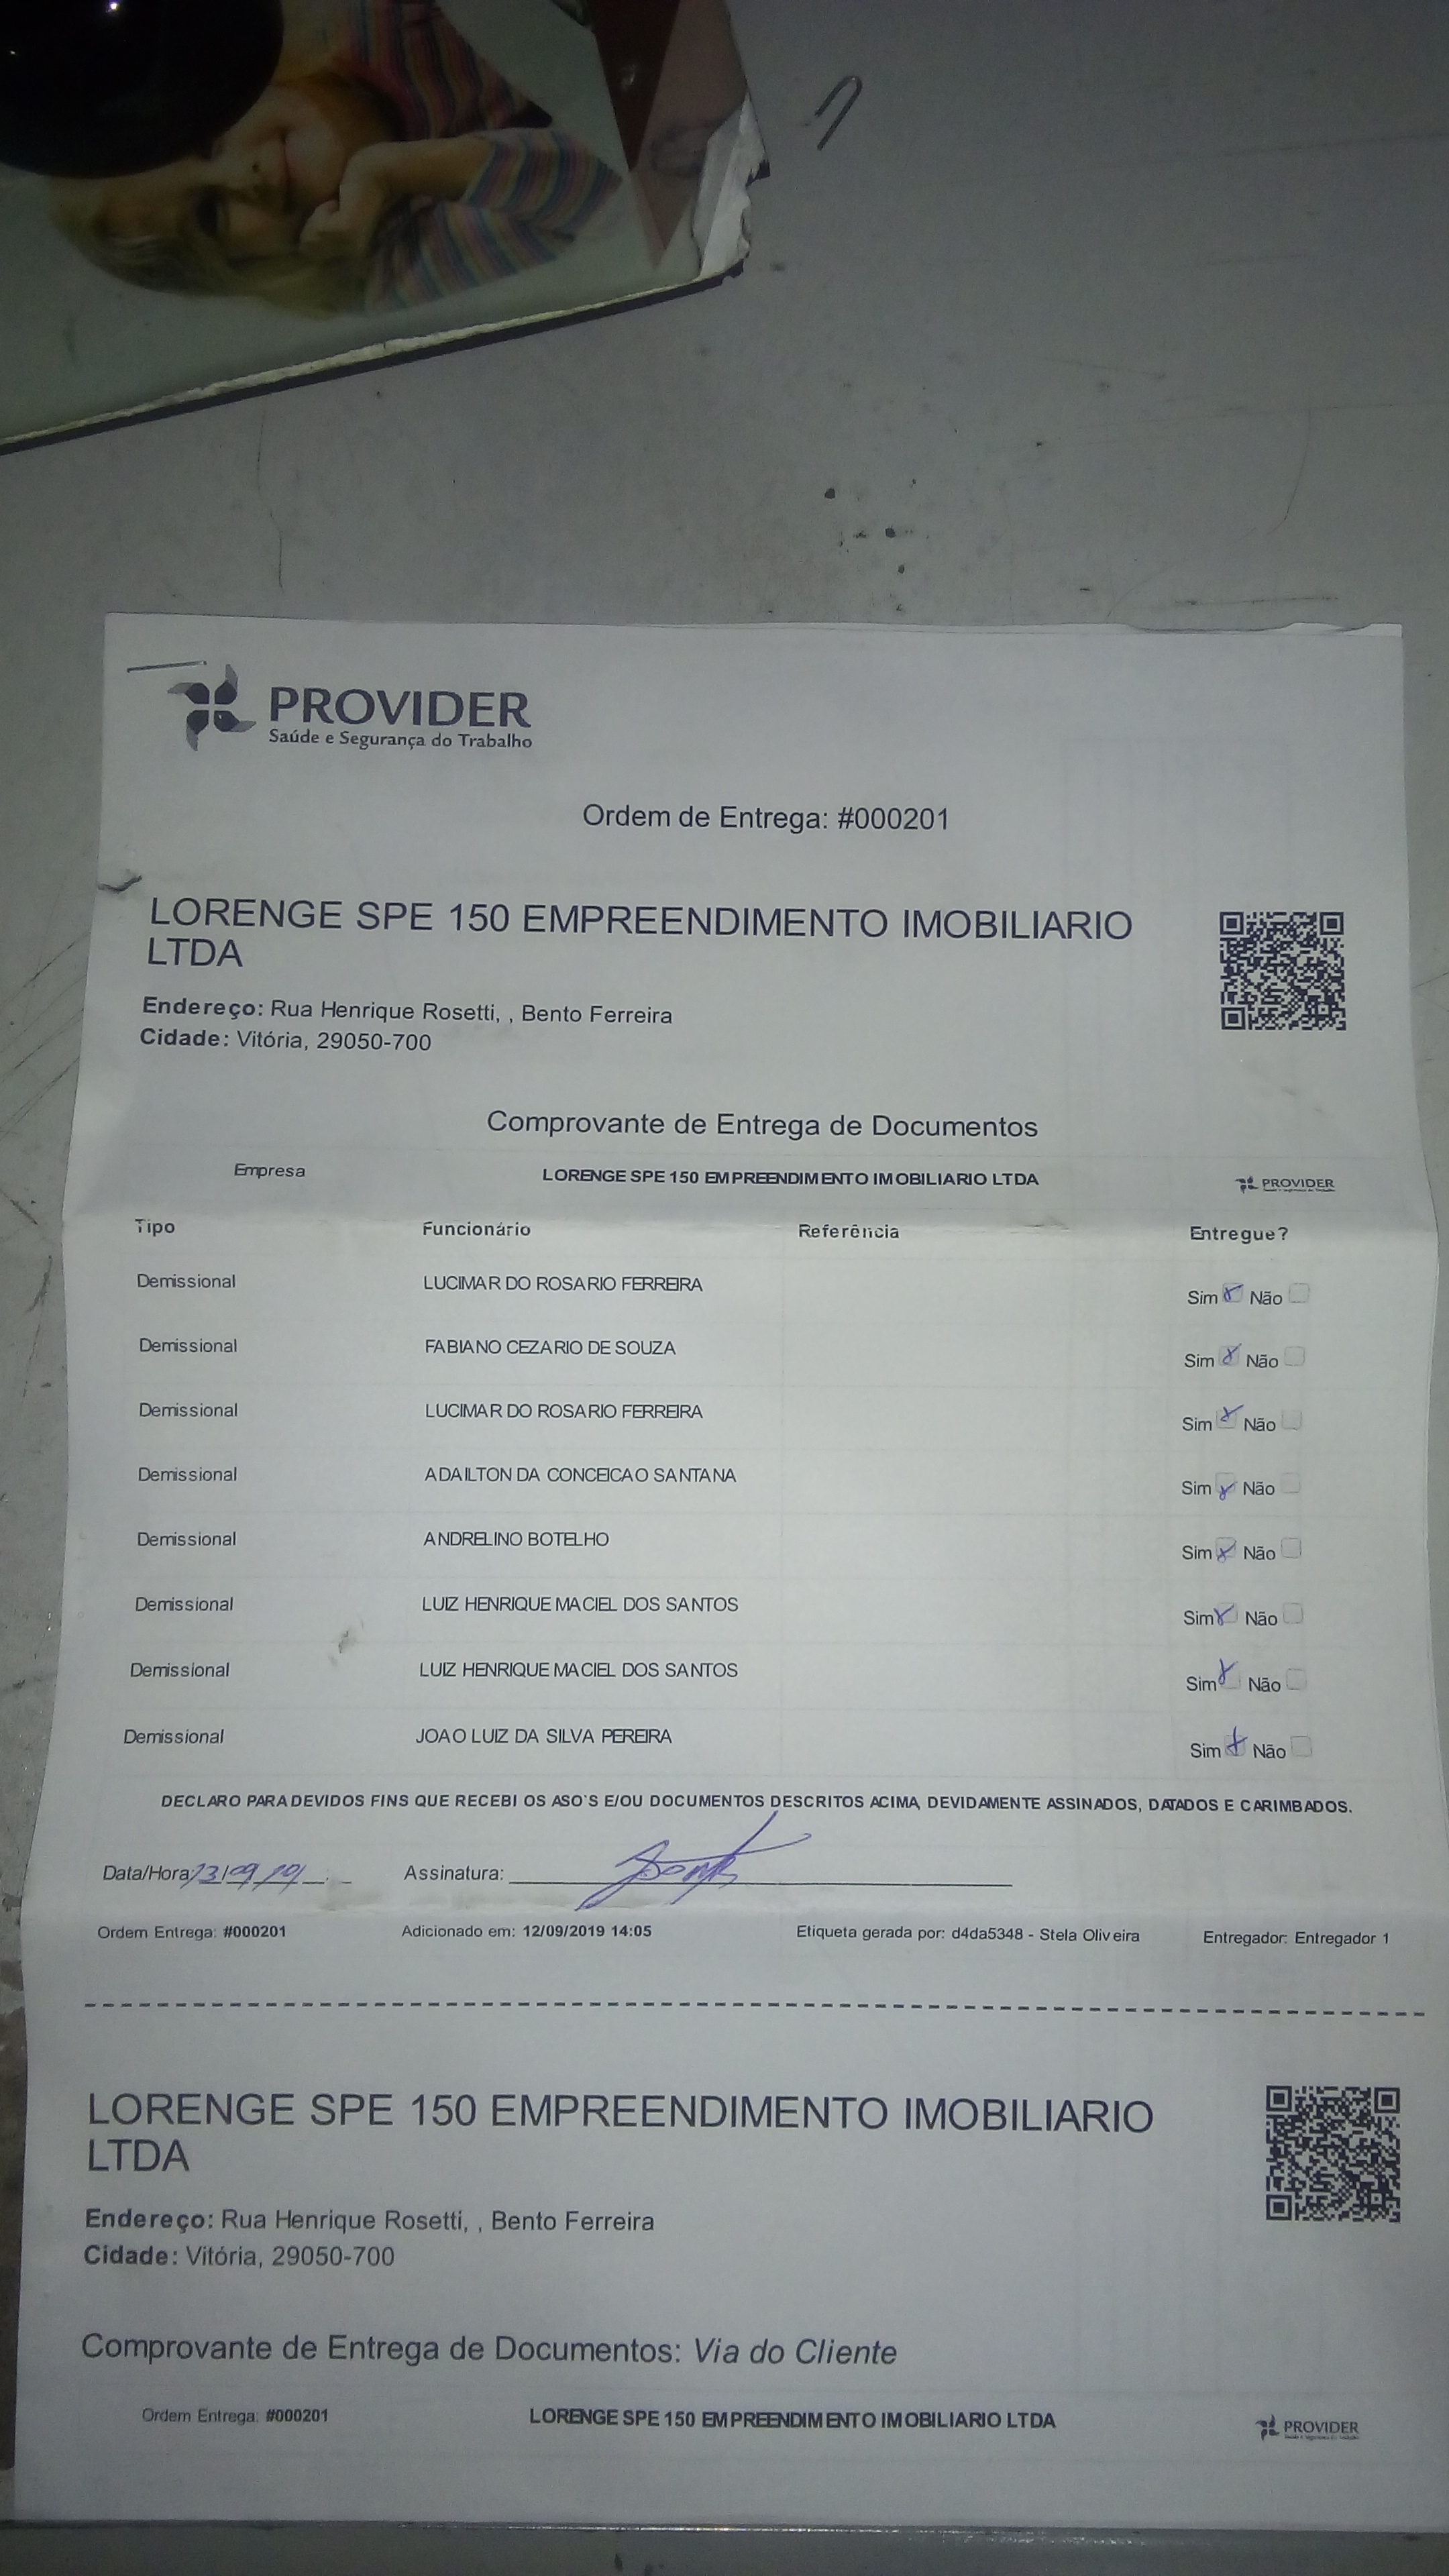 PROVIDER
Saúde e Segurança do Trabalho
Ordem de Entrega: #000201
LORENGE SPE 150 EMPREENDIMENTO IMOBILIARIO
LTDA
Endereço: Rua Henrique Rosetti, , Bento Ferreira
Cidade: Vitória, 29050-700
Comprovante de Entrega de Documentos
Empresa LORENGE SPE 150 EMPREENDIMENTO IMOBILIARIO LTDA PROVIDER
Tipo Funcionário Referência Entregue?
Demissional LUCIMAR DO ROSARIO FERREIRA Sim Não
Demissional FABIANO CEZARIO DE SOUZA Sim Não
Demissional LUCIMAR DO ROSARIO FERREIRA Sim Não
Demissional ADAILTON DA CONCEICAO SANTANA Sim Não
Demissional ANDRELINO BOTELHO Sim Não
Demissional LUIZ HENRIQUE MACIEL DOS SANTOS Sim Não
Demissional LUIZ HENRIQUE MACIEL DOS SANTOS Sim Não
Demissional JOAO LUIZ DA SILVA PEREIRA Sim Não
DECLARO PARA DEVIDOS FINS QUE RECEBI OS ASO'S E/OU DOCUMENTOS DESCRITOS ACIMA, DEVIDAMENTE ASSINADOS, DATADOS E CARIMBADOS.
Data/Hora: Assinatura:
Ordem Entrega: #000201 Adicionado em: 12/09/2019 14:05 Etiqueta gerada por: d4da5348 - Stela Oliveira Entregador: Entregador 1
LORENGE SPE 150 EMPREENDIMENTO IMOBILIARIO
LTDA
Endereço: Rua Henrique Rosetti, , Bento Ferreira
Cidade: Vitória, 29050-700
Comprovante de Entrega de Documentos: Via do Cliente
Ordem Entrega: #000201 LORENGE SPE 150 EMPREENDIMENTO IMOBILIARIO LTDA PROVIDER